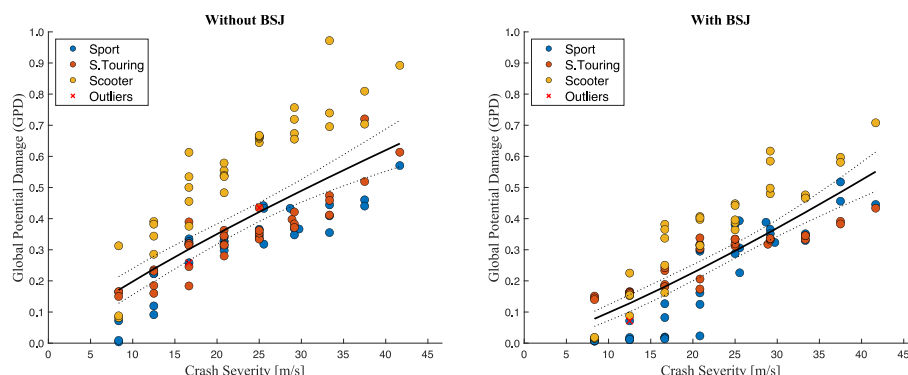 Without BSJ
Global Potential Damage (GPD)
1.0
0.9
0.8
0.7
0.6
0.5
0.4
0.3
0.2
0.1
0.0
Sport
S.Touring
Scooter
Outliers
0 5 10 15 20 25 30 35 40 45
Crash Severity [m/s]
With BSJ
Global Potential Damage (GPD)
1.0
0.9
0.8
0.7
0.6
0.5
0.4
0.3
0.2
0.1
0.0
Sport
S.Touring
Scooter
Outliers
0 5 10 15 20 25 30 35 40 45
Crash Severity [m/s]